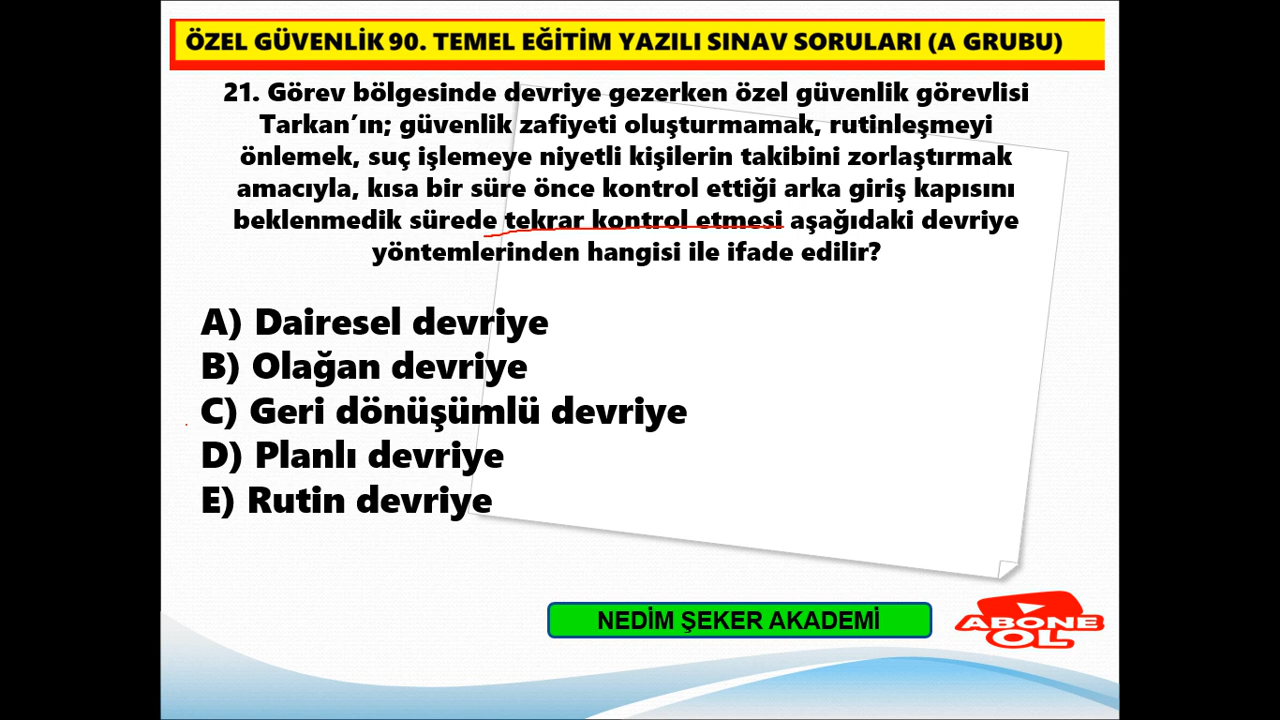 ÖZEL GÜVENLİK 90. TEMEL EĞİTİM YAZILI SINAV SORULARI (A GRUBU)
21. Görev bölgesinde devriye gezerken özel güvenlik görevlisi
Tarkan’ın; güvenlik zafiyeti oluşturmamak, rutinleşmeyi
önlemek, suç işlemeye niyetli kişilerin takibini zorlaştırmak
amacıyla, kısa bir süre önce kontrol ettiği arka giriş kapısını
beklenmedik sürede tekrar kontrol etmesi aşağıdaki devriye
yöntemlerinden hangisi ile ifade edilir?
A) Dairesel devriye
B) Olağan devriye
C) Geri dönüşümlü devriye
D) Planlı devriye
E) Rutin devriye
NEDİM ŞEKER AKADEMİ
ABONE
OL